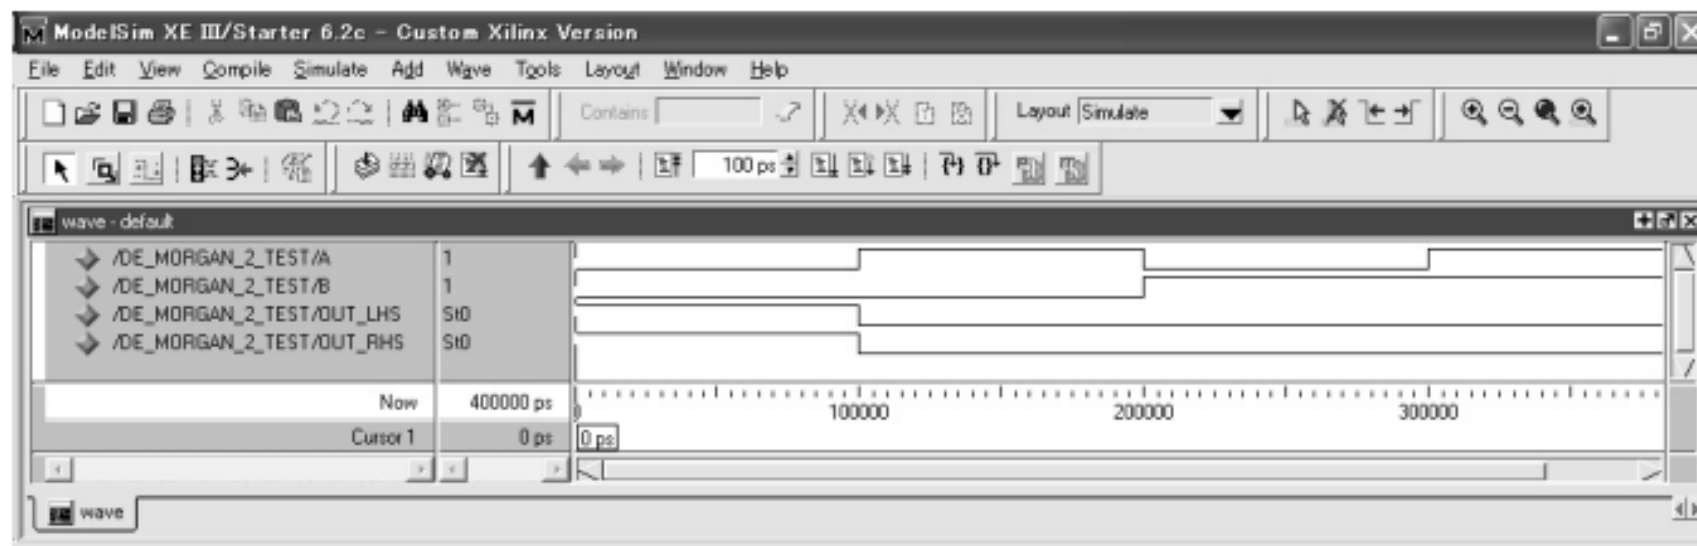 ModelSim XE III/Starter 6.2c - Custom Xilinx Version
File Edit View Compile Simulate Add Wave Tools Layout Window Help
Contains Layout Simulate
100 ps
wave - default
/DE_MORGAN_2_TEST/A 1
/DE_MORGAN_2_TEST/B 1
/DE_MORGAN_2_TEST/OUT_LHS St0
/DE_MORGAN_2_TEST/OUT_RHS St0
Now 400000 ps 100000 200000 300000
Cursor 1 0 ps 0 ps
wave